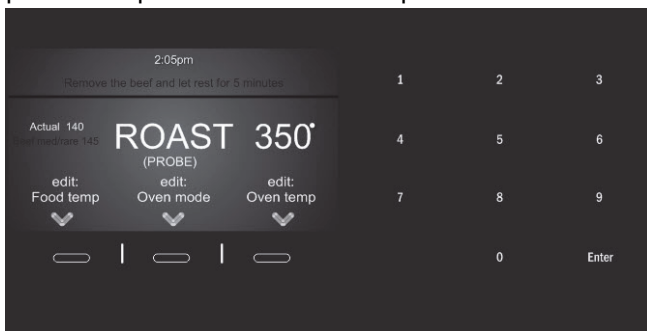 2:05pm
Remove the beef and let rest for 5 minutes
Actual 140
Beef med/rare 145
ROAST 350°
(PROBE)
edit: Food temp
edit: Oven mode
edit: Oven temp
1 2 3
4 5 6
7 8 9
0 Enter